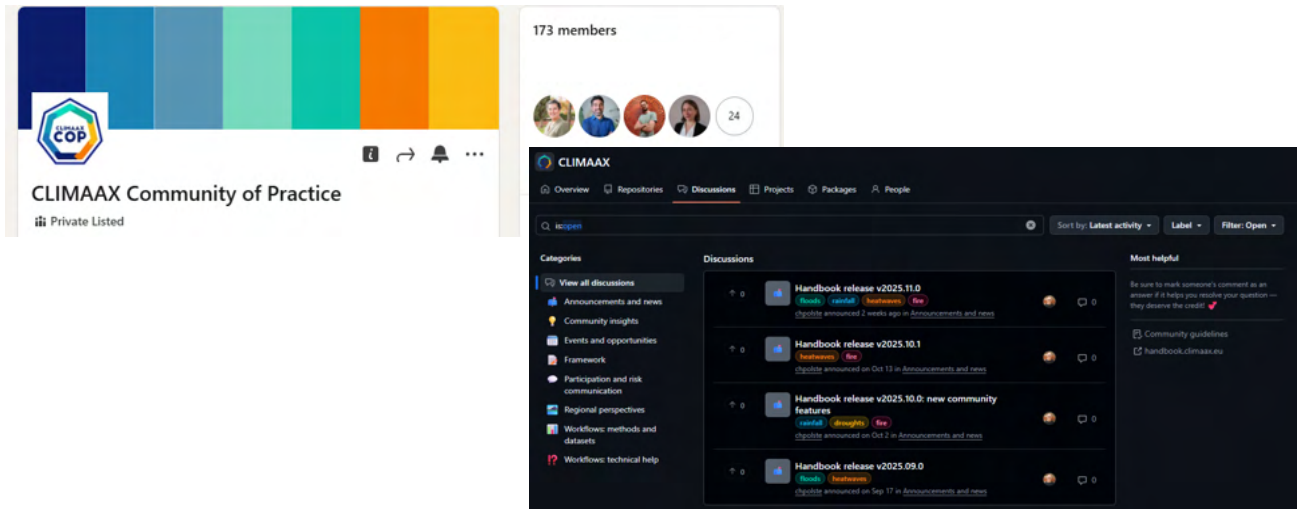 CLIMAAX
COP
CLIMAAX Community of Practice
Private Listed
173 members
24
CLIMAAX
Overview
Repositories
Discussions
Projects
Packages
People
is:open
Sort by: Latest activity
Label
Filter: Open
Categories
View all discussions
Announcements and news
Community insights
Events and opportunities
Framework
Participation and risk
communication
Regional perspectives
Workflows: methods and
datasets
Workflows: technical help
Discussions
0
Handbook release v2025.11.0
floods rainfall heatwaves fire
chpolste announced 2 weeks ago in Announcements and news
0
0
Handbook release v2025.10.1
heatwaves fire
chpolste announced on Oct 13 in Announcements and news
0
0
Handbook release v2025.10.0: new community
features
rainfall droughts fire
chpolste announced on Oct 2 in Announcements and news
0
0
Handbook release v2025.09.0
floods heatwaves
chpolste announced on Sep 17 in Announcements and news
0
Most helpful
Be sure to mark someone's comment as an
answer if it helps you resolve your question —
they deserve the credit! 💕
Community guidelines
handbook.climaax.eu